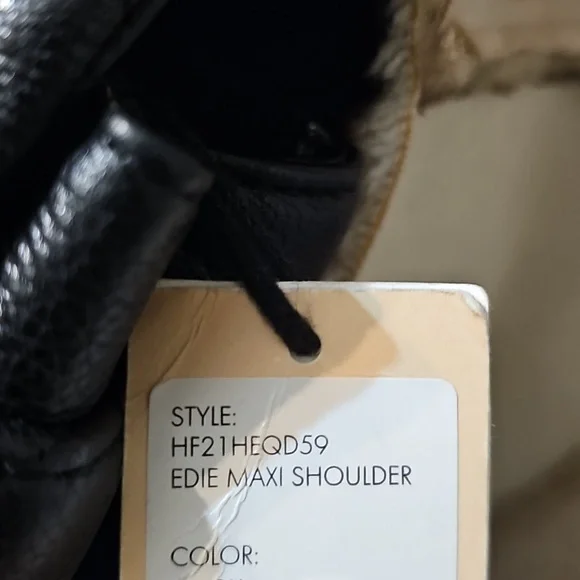 STYLE:
HF21HEQD59
EDIE MAXI SHOULDER
COLOR: